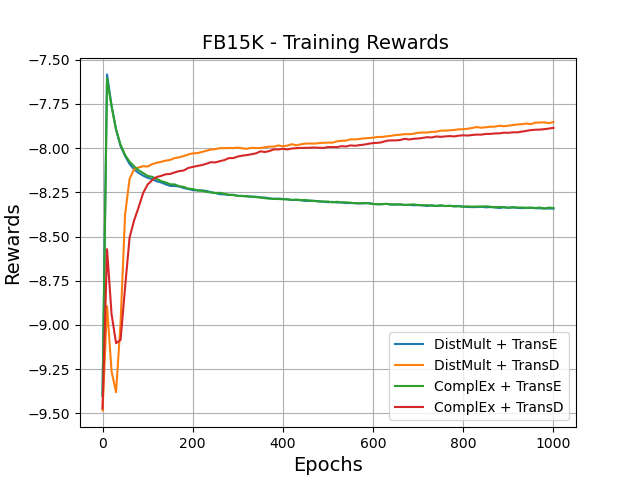 FB15K - Training Rewards
−7.50
−7.75
−8.00
−8.25
−8.50
−8.75
−9.00
−9.25
−9.50
Rewards
0
200
400
600
800
1000
Epochs
DistMult + TransE
DistMult + TransD
ComplEx + TransE
ComplEx + TransD